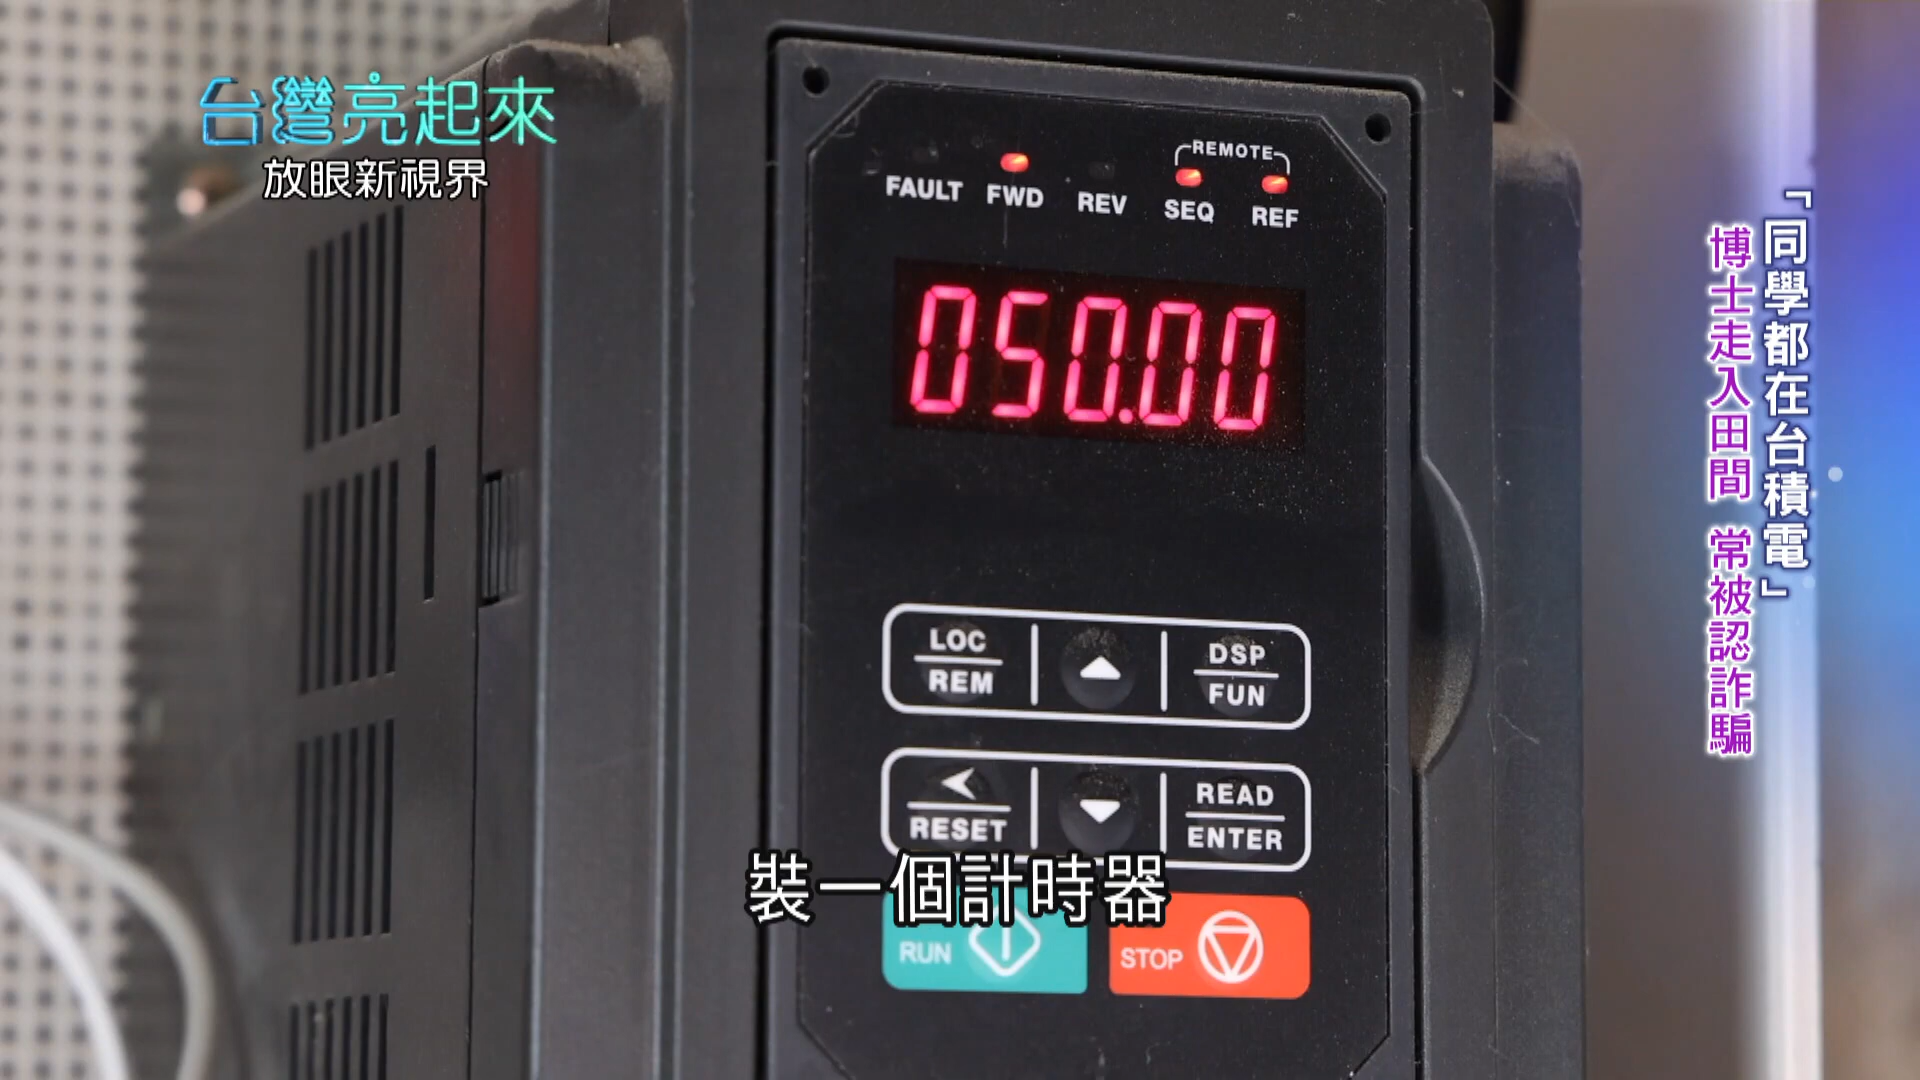 台灣亮起來
放眼新視界
「同學都在台積電」
博士走入田間 常被認詐騙
REMOTE
FAULT FWD REV SEQ REF
050.00
LOC
REM
DSP
FUN
RESET
READ
ENTER
裝一個計時器
RUN
STOP